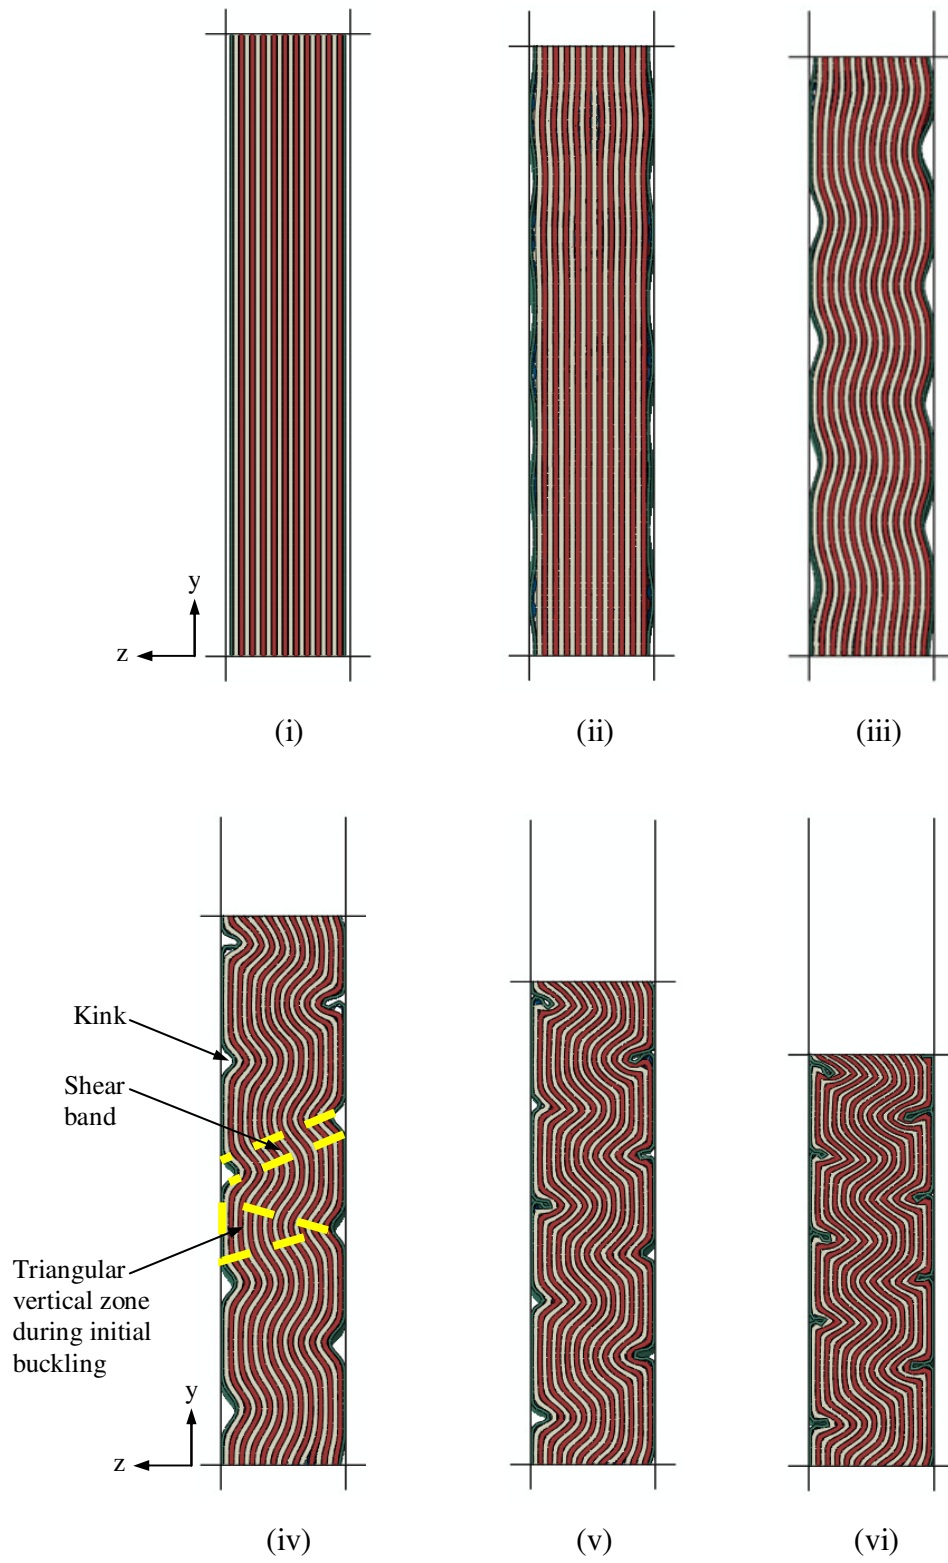 y
z
(i)
(ii)
(iii)
Kink
Shear
band
Triangular
vertical zone
during initial
buckling
y
z
(iv)
(v)
(vi)